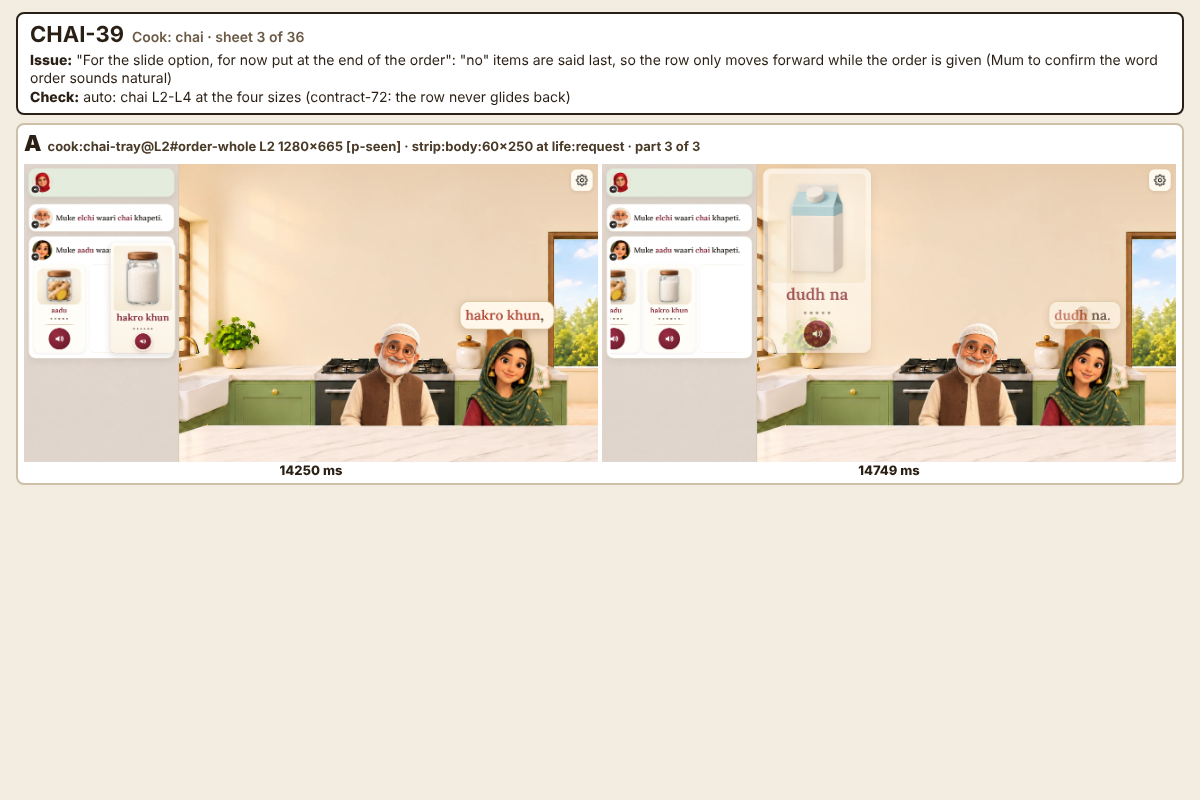 CHAI-39 Cook: chai · sheet 3 of 36
Issue: "For the slide option, for now put at the end of the order": "no" items are said last, so the row only moves forward while the order is given (Mum to confirm the word
order sounds natural)
Check: auto: chai L2-L4 at the four sizes (contract-72: the row never glides back)
A cook:chai-tray@L2#order-whole L2 1280×665 [p-seen] · strip:body:60×250 at life:request · part 3 of 3
Muke elchi waari chai khapeti.
Muke aadu waa
aadu
hakro khun
hakro khun,
14250 ms
Muke elchi waari chai khapeti.
Muke aadu waari chai khapeti.
aadu
hakro khun
dudh na
dudh na.
14749 ms